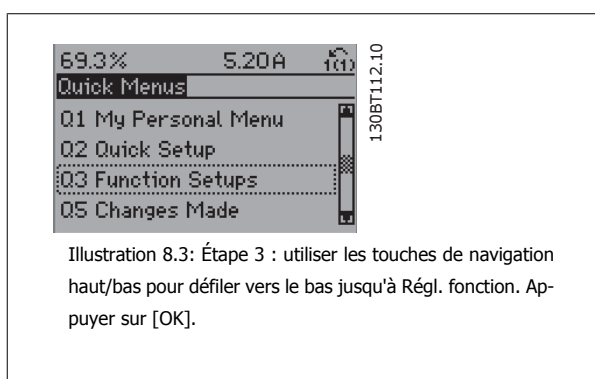 69.3% 5.20A 1(1)
Quick Menus
Q1 My Personal Menu
Q2 Quick Setup
Q3 Function Setups
Q5 Changes Made
130BT112.10
Illustration 8.3: Étape 3 : utiliser les touches de navigation
haut/bas pour défiler vers le bas jusqu'à Régl. fonction. Ap-
puyer sur [OK].